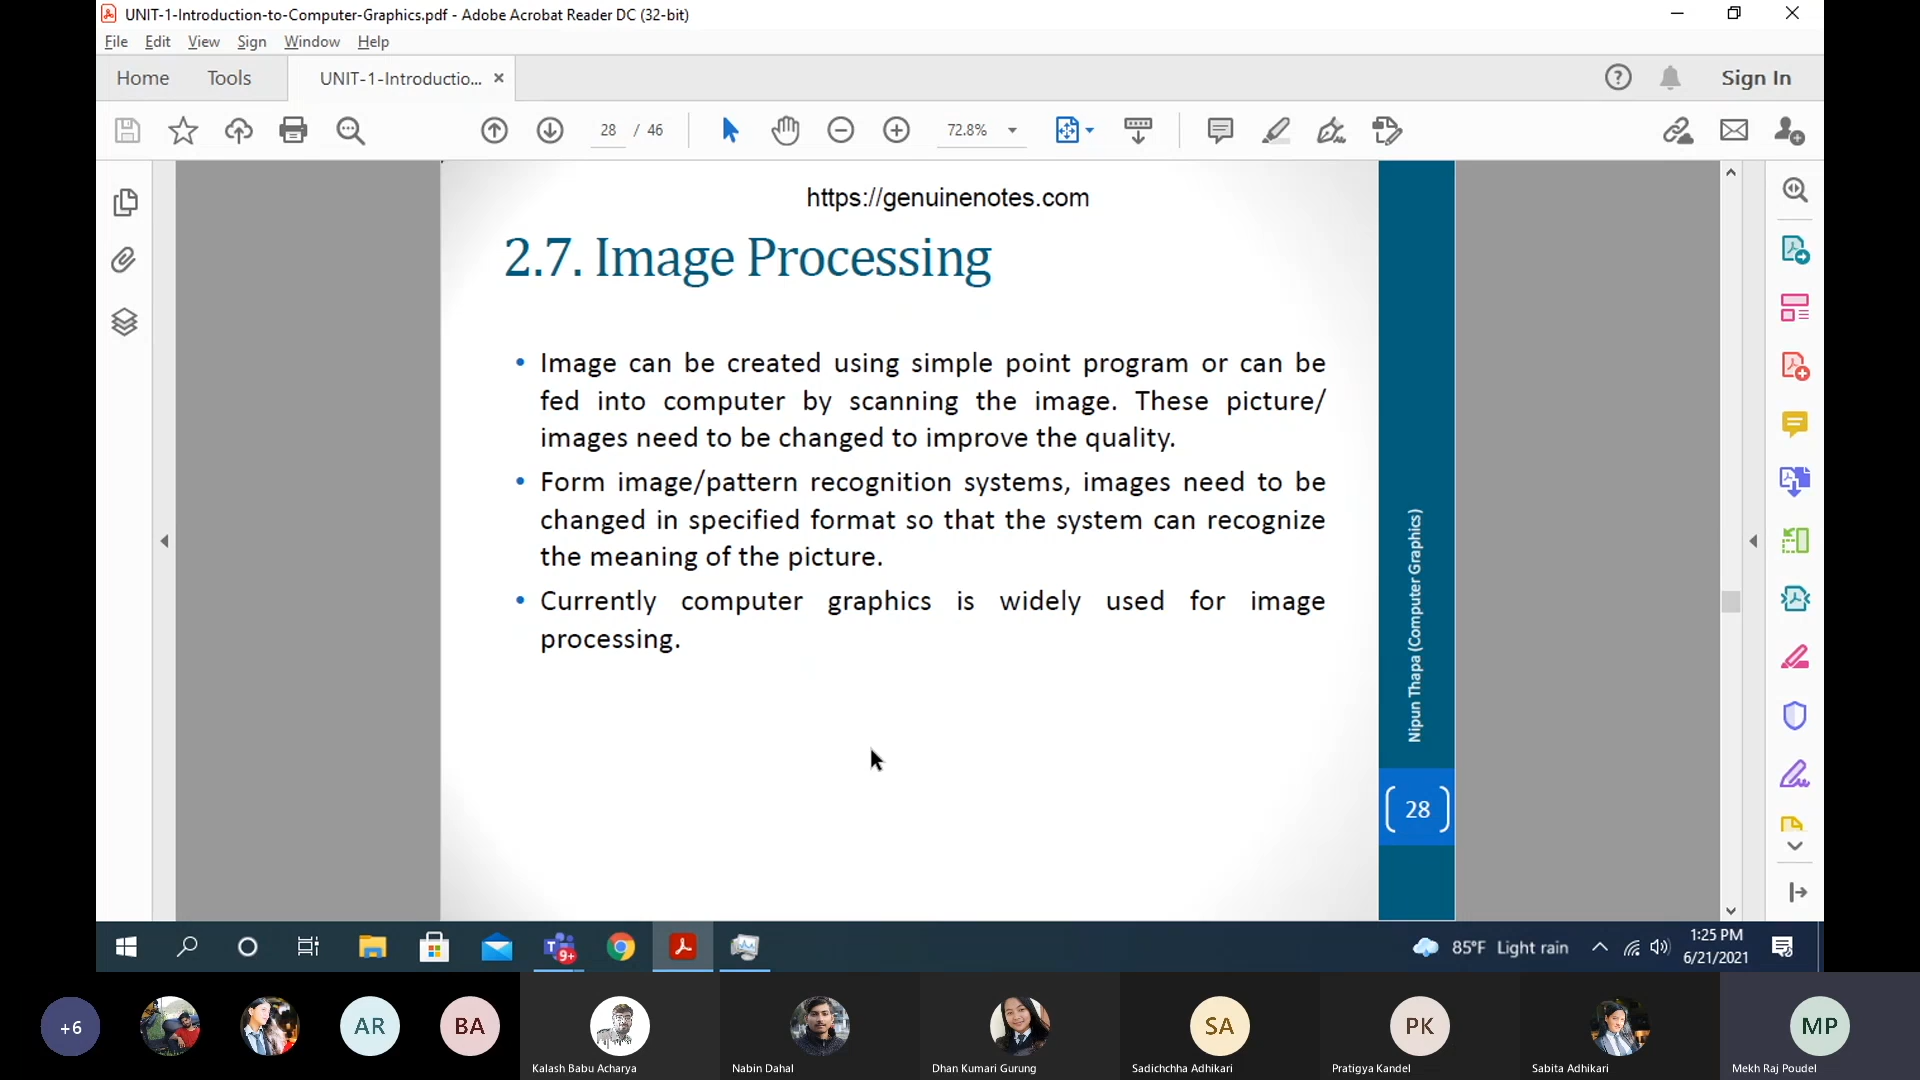 UNIT-1-Introduction-to-Computer-Graphics.pdf - Adobe Acrobat Reader DC (32-bit)
File Edit View Sign Window Help
Home Tools UNIT-1-Introductio... × Sign In
28 / 46 72.8%
https://genuinenotes.com
2.7. Image Processing
• Image can be created using simple point program or can be
fed into computer by scanning the image. These picture/
images need to be changed to improve the quality.
• Form image/pattern recognition systems, images need to be
changed in specified format so that the system can recognize
the meaning of the picture.
• Currently computer graphics is widely used for image
processing.
Nipun Thapa (Computer Graphics)
28
9+
85°F Light rain
1:25 PM
6/21/2021
+6 AR BA SA PK MP
Kalash Babu Acharya Nabin Dahal Dhan Kumari Gurung Sadichchha Adhikari Pratigya Kandel Sabita Adhikari Mekh Raj Poudel